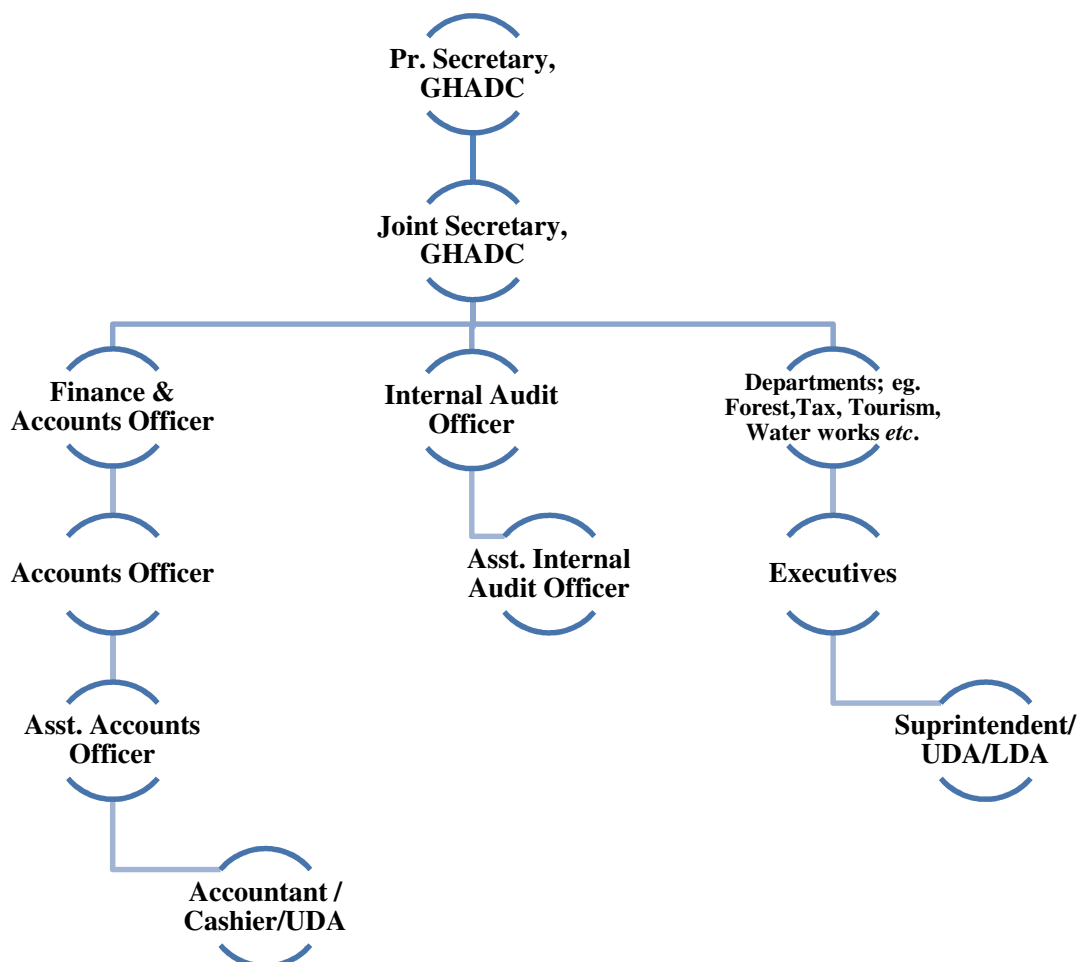 Pr. Secretary,
GHADC
Joint Secretary,
GHADC
Finance &
Accounts Officer
Internal Audit
Officer
Departments; eg.
Forest,Tax, Tourism,
Water works etc.
Accounts Officer
Asst. Internal
Audit Officer
Executives
Asst. Accounts
Officer
Suprintendent/
UDA/LDA
Accountant /
Cashier/UDA